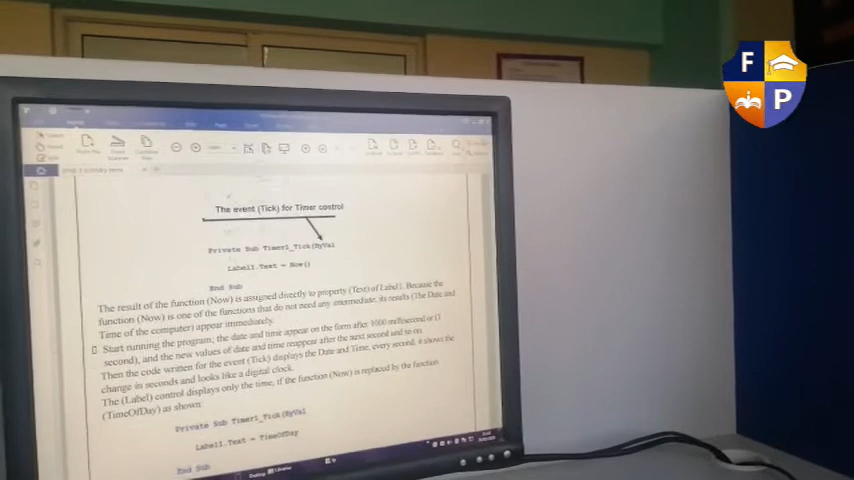 F
P
The event (Tick) for Timer control
Private Sub Timer1_Tick(ByVal
Label1.Text = Now()
End Sub
The result of the function (Now) is assigned directly to property (Text) of Label1. Because the
function (Now) is one of the functions that do not need any intermediate, its results (The Date and
Time of the computer) appear immediately.
Start running the program; the date and time appear on the form after 1000 millisecond or (1
second), and the new values of date and time reappear after the next second and so on.
Then the code written for the event (Tick) displays the Date and Time, every second, it shows the
change in seconds and looks like a digital clock.
The (Label) control displays only the time, if the function (Now) is replaced by the function
(TimeOfDay) as shown:
Private Sub Timer1_Tick(ByVal
Label1.Text = TimeOfDay
End Sub
Desktop
Libraries